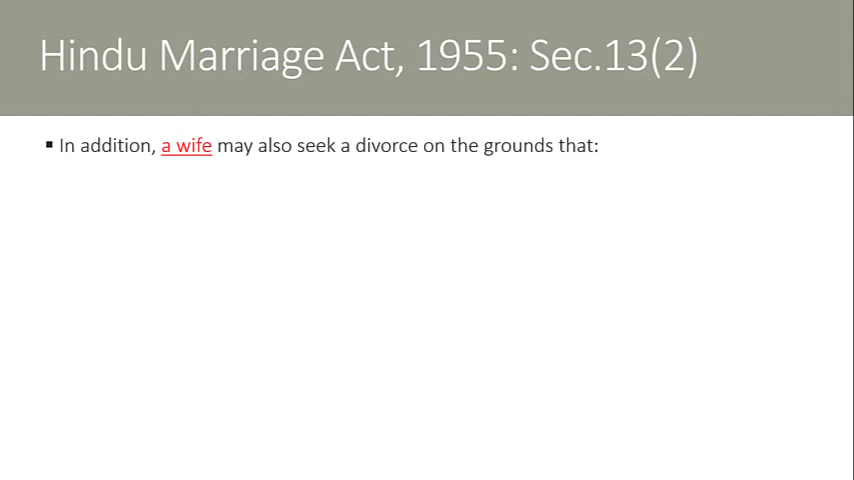 Hindu Marriage Act, 1955: Sec.13(2)
▪ In addition, a wife may also seek a divorce on the grounds that: